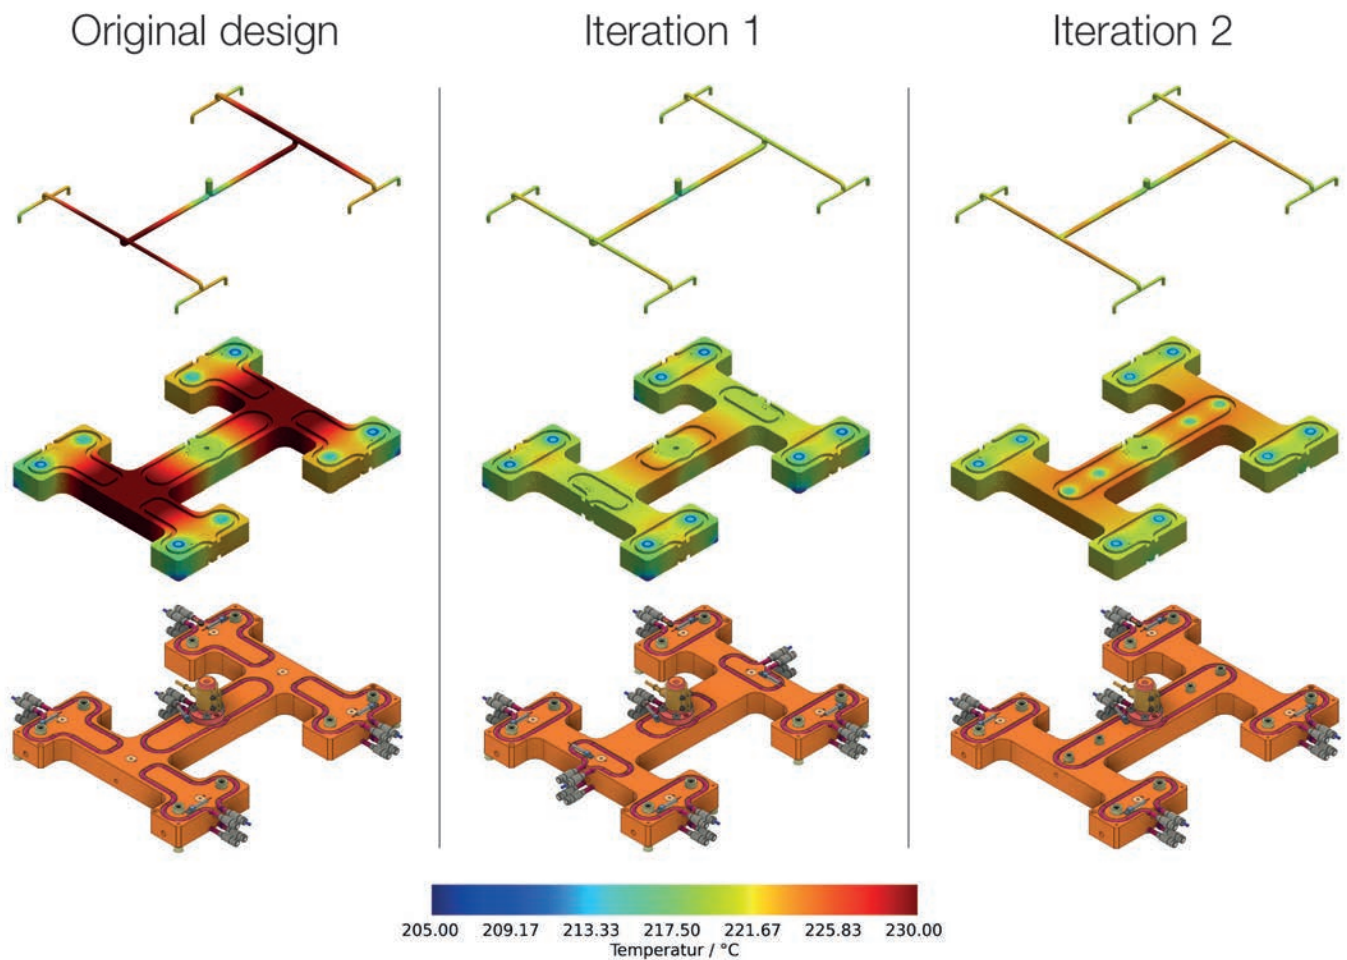 Original design
Iteration 1
Iteration 2
205.00 209.17 213.33 217.50 221.67 225.83 230.00
Temperatur / °C